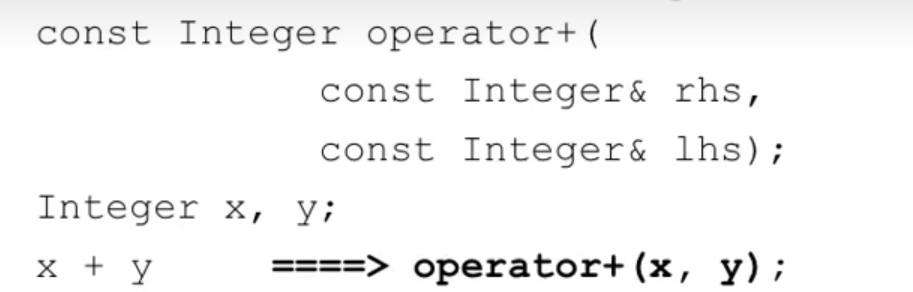 const Integer operator+(
const Integer& rhs,
const Integer& lhs);
Integer x, y;
x + y ====> operator+(x, y);